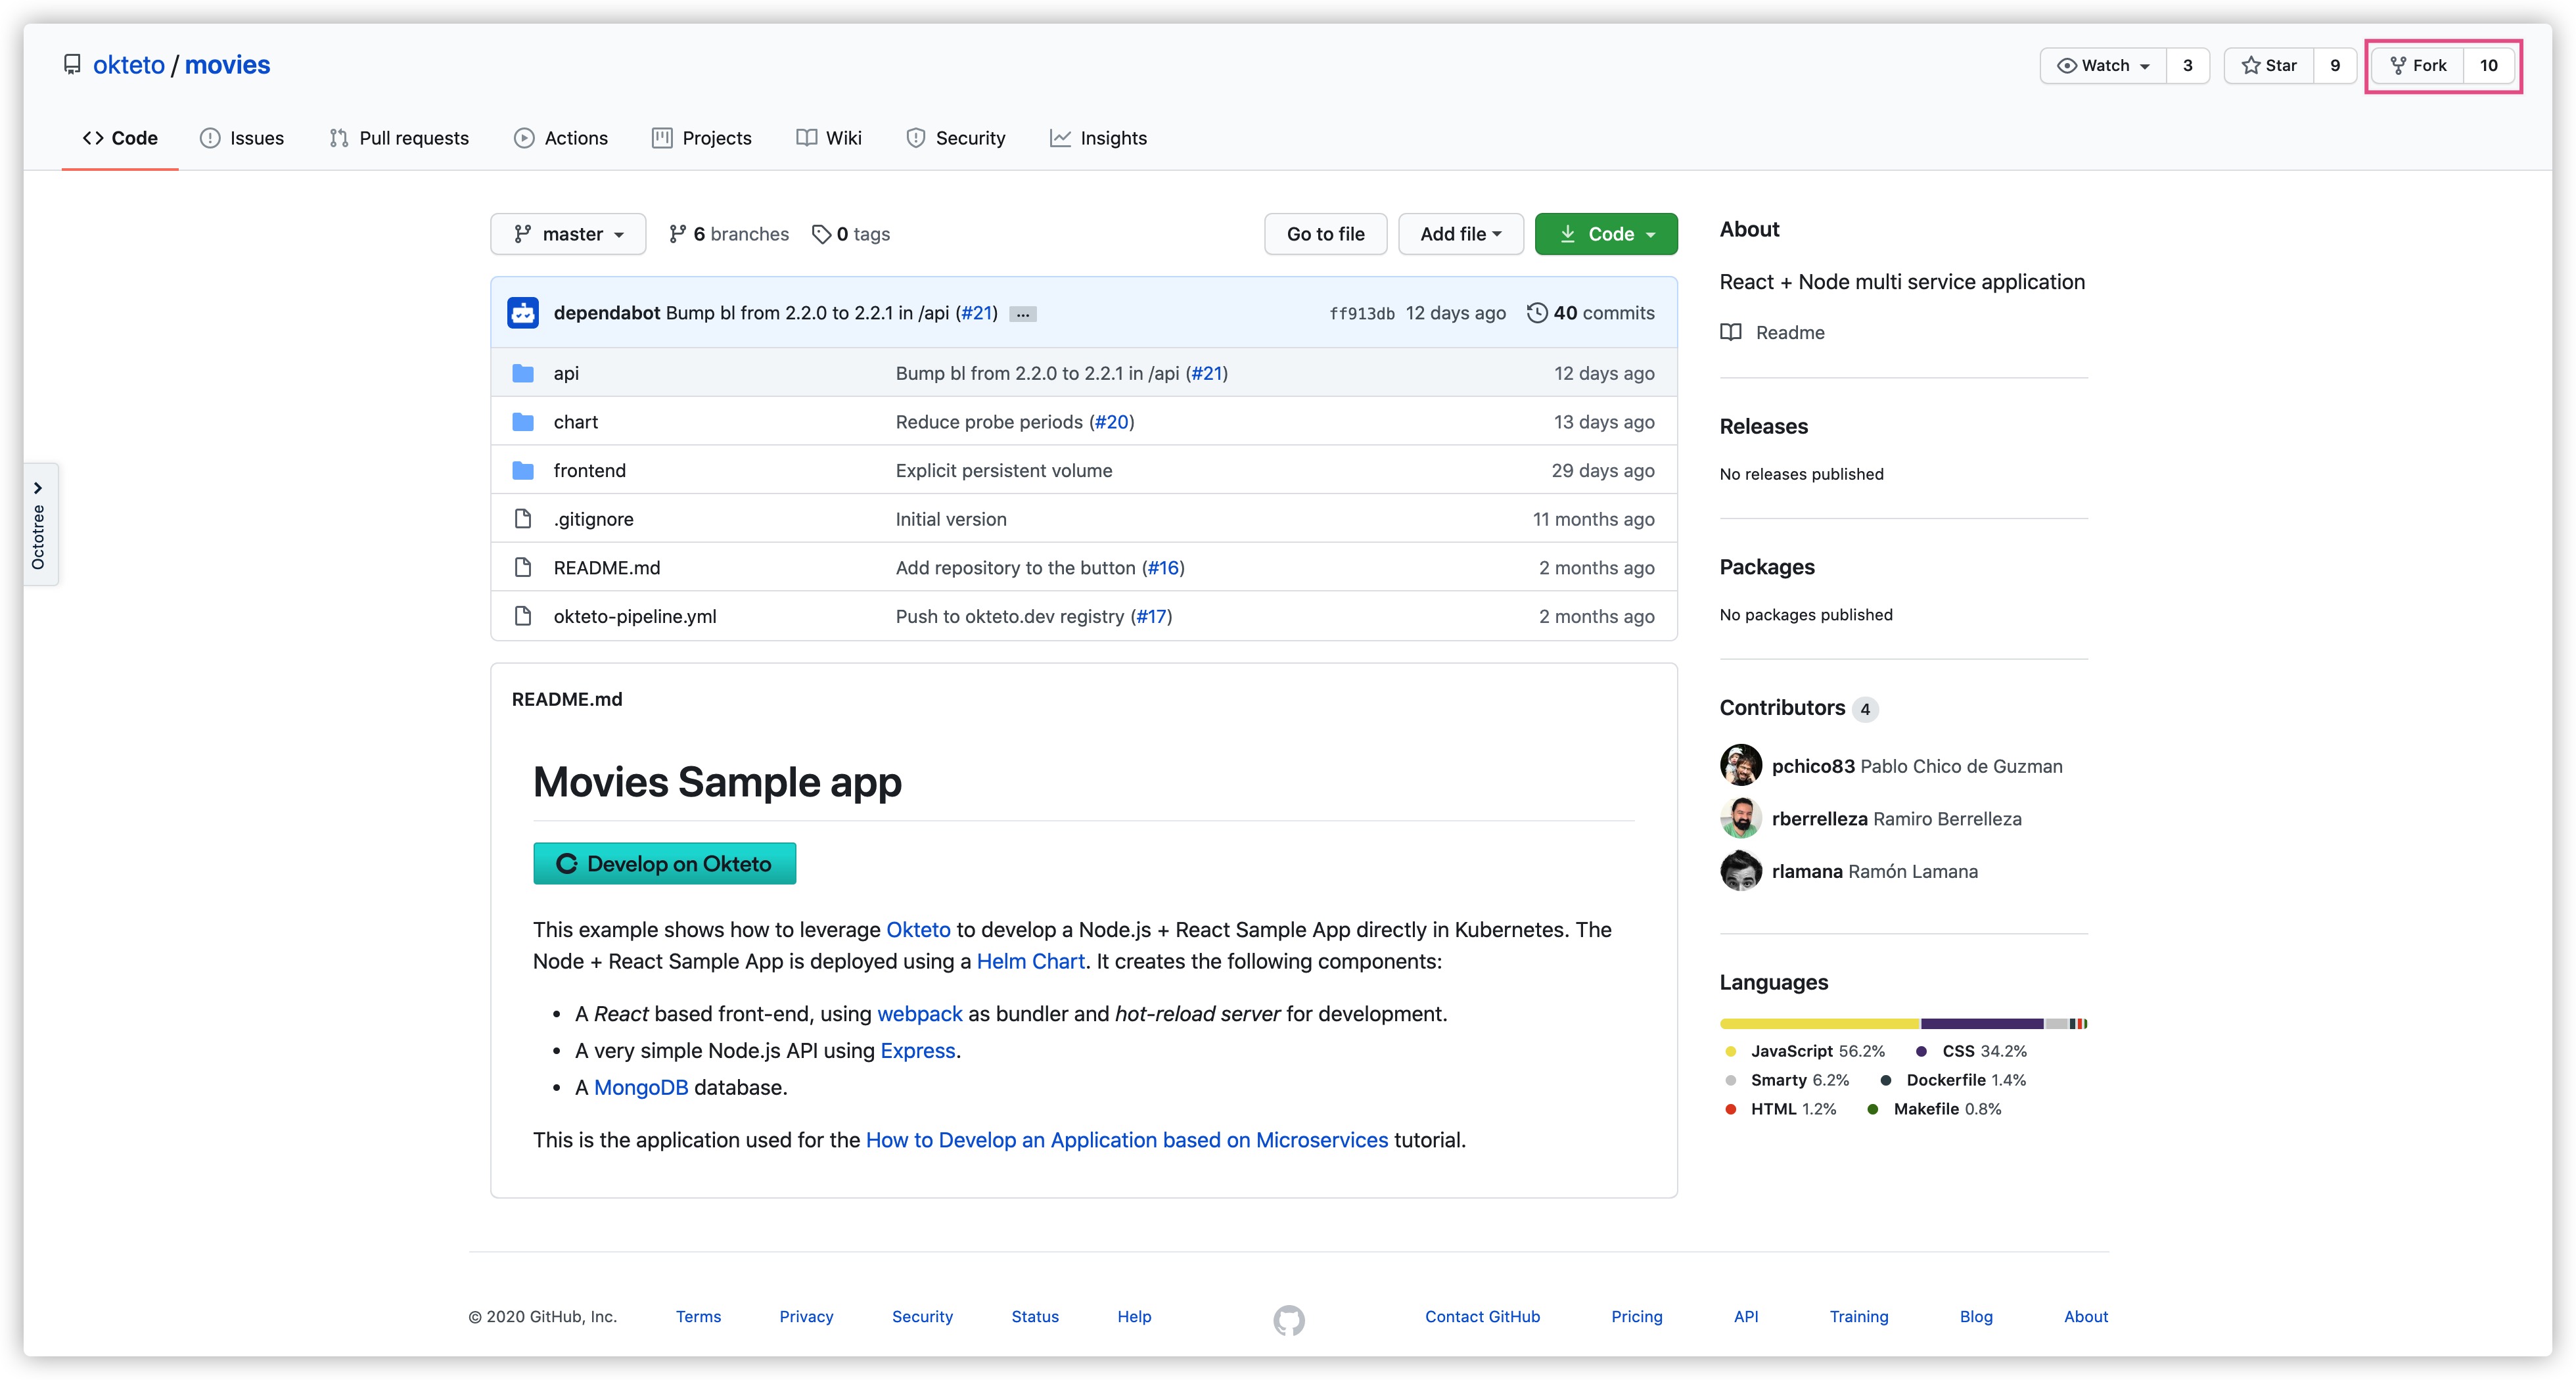 okteto / movies
Watch 3 Star 9 Fork 10
Code Issues Pull requests Actions Projects Wiki Security Insights
master 6 branches 0 tags Go to file Add file Code
dependabot Bump bl from 2.2.0 to 2.2.1 in /api (#21) ... ff913db 12 days ago 40 commits
api Bump bl from 2.2.0 to 2.2.1 in /api (#21) 12 days ago
chart Reduce probe periods (#20) 13 days ago
frontend Explicit persistent volume 29 days ago
.gitignore Initial version 11 months ago
README.md Add repository to the button (#16) 2 months ago
okteto-pipeline.yml Push to okteto.dev registry (#17) 2 months ago
Octotree
README.md
Movies Sample app
Develop on Okteto
This example shows how to leverage Okteto to develop a Node.js + React Sample App directly in Kubernetes. The
Node + React Sample App is deployed using a Helm Chart. It creates the following components:
• A React based front-end, using webpack as bundler and hot-reload server for development.
• A very simple Node.js API using Express.
• A MongoDB database.
This is the application used for the How to Develop an Application based on Microservices tutorial.
About
React + Node multi service application
Readme
Releases
No releases published
Packages
No packages published
Contributors 4
pchico83 Pablo Chico de Guzman
rberrelleza Ramiro Berrelleza
rlamana Ramón Lamana
Languages
JavaScript 56.2% CSS 34.2%
Smarty 6.2% Dockerfile 1.4%
HTML 1.2% Makefile 0.8%
© 2020 GitHub, Inc. Terms Privacy Security Status Help Contact GitHub Pricing API Training Blog About